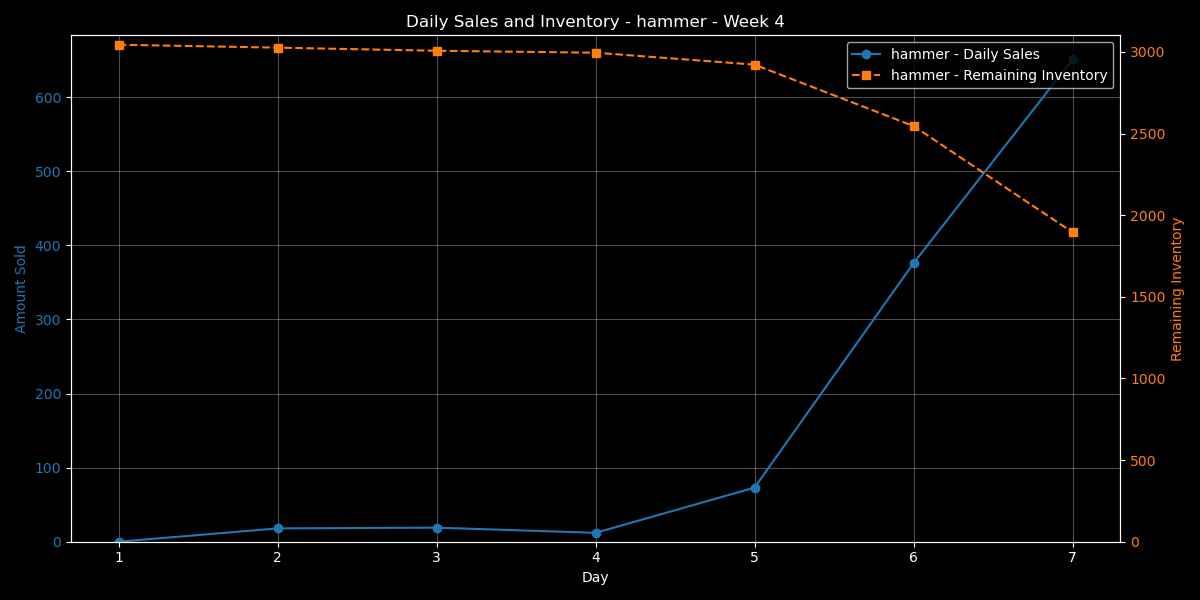 Daily Sales and Inventory - hammer - Week 4
hammer - Daily Sales
hammer - Remaining Inventory
600
500
400
300
200
100
0
Amount Sold
3000
2500
2000
1500
1000
500
0
Remaining Inventory
1 2 3 4 5 6 7
Day